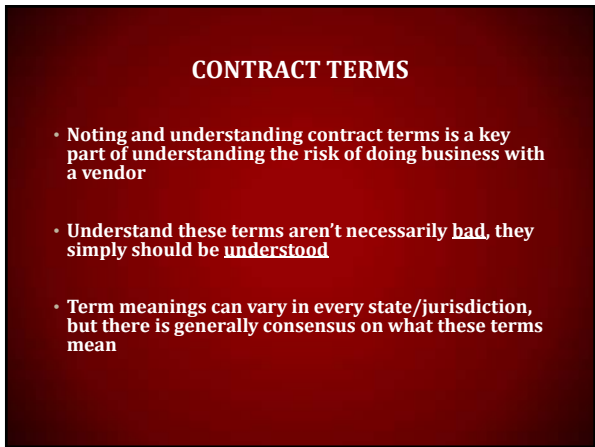 CONTRACT TERMS
• Noting and understanding contract terms is a key
part of understanding the risk of doing business with
a vendor
• Understand these terms aren’t necessarily bad, they
simply should be understood
• Term meanings can vary in every state/jurisdiction,
but there is generally consensus on what these terms
mean